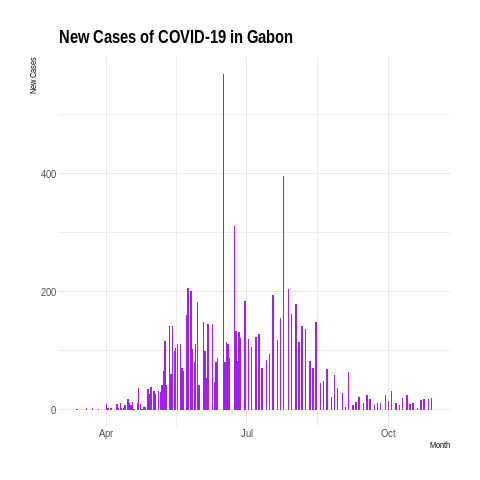 New Cases of COVID-19 in Gabon
New Cases
400
200
0
Apr
Jul
Oct
Month